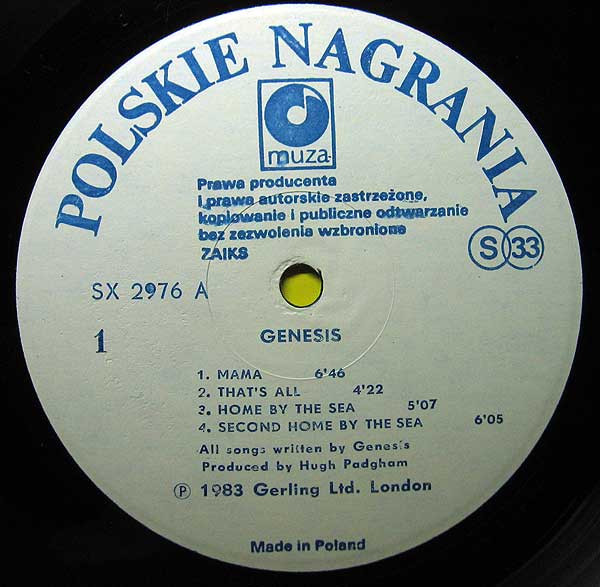 POLSKIE NAGRANIA
muza
Prawa producenta
i prawa autorskie zastrzeżone,
kopiowanie i publiczne odtwarzanie
bez zezwolenia wzbronione
ZAIKS
S 33
SX 2976 A
1
GENESIS
1. MAMA 6'46
2. THAT'S ALL 4'22
3. HOME BY THE SEA 5'07
4. SECOND HOME BY THE SEA 6'05
All songs written by Genesis
Produced by Hugh Padgham
Ⓟ 1983 Gerling Ltd. London
Made in Poland